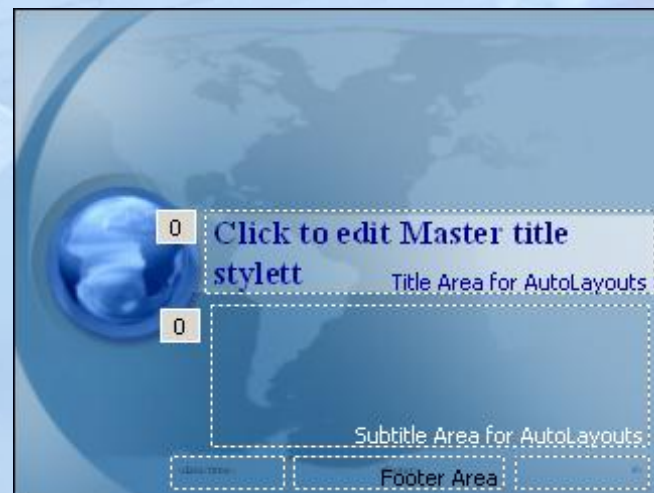 0
Click to edit Master title
stylett
Title Area for AutoLayouts
0
Subtitle Area for AutoLayouts
Footer Area